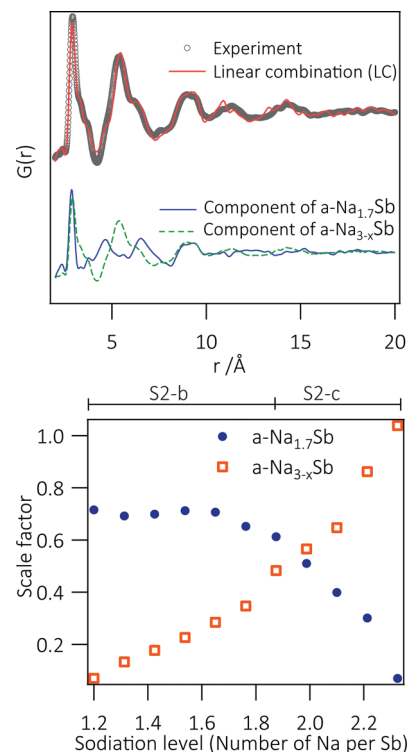 Experiment
Linear combination (LC)
G(r)
Component of a-Na1.7Sb
Component of a-Na3-xSb
5 10 15 20
r /Å
S2-b S2-c
a-Na1.7Sb
a-Na3-xSb
1.0
0.8
0.6
0.4
0.2
Scale factor
1.2 1.4 1.6 1.8 2.0 2.2
Sodiation level (Number of Na per Sb)